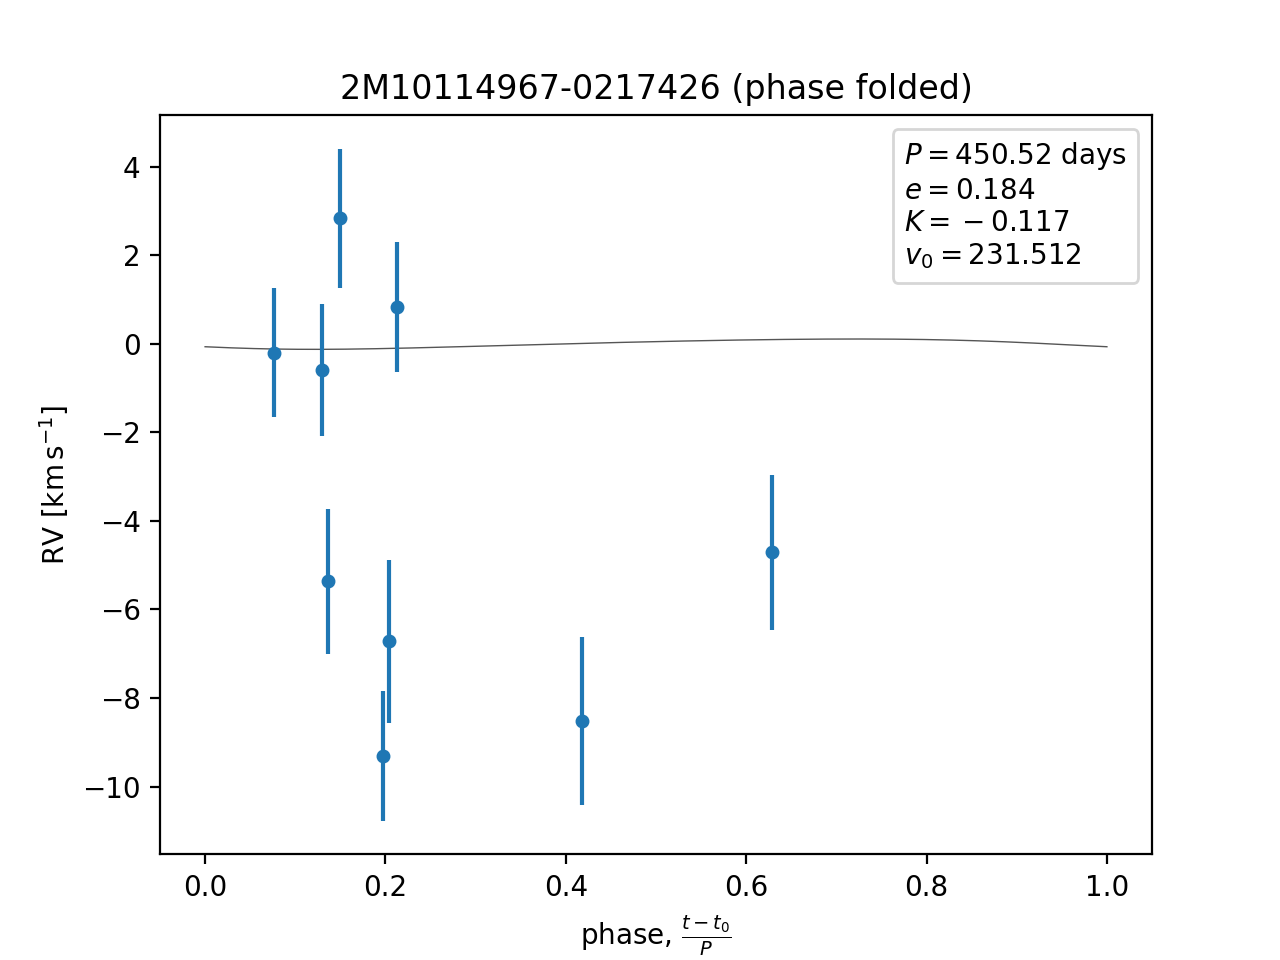 2M10114967-0217426 (phase folded)
P = 450.52 days
e = 0.184
K = −0.117
v₀ = 231.512
4
2
0
−2
−4
−6
−8
−10
RV [km s⁻¹]
0.0 0.2 0.4 0.6 0.8 1.0
phase, (t − t₀)/P